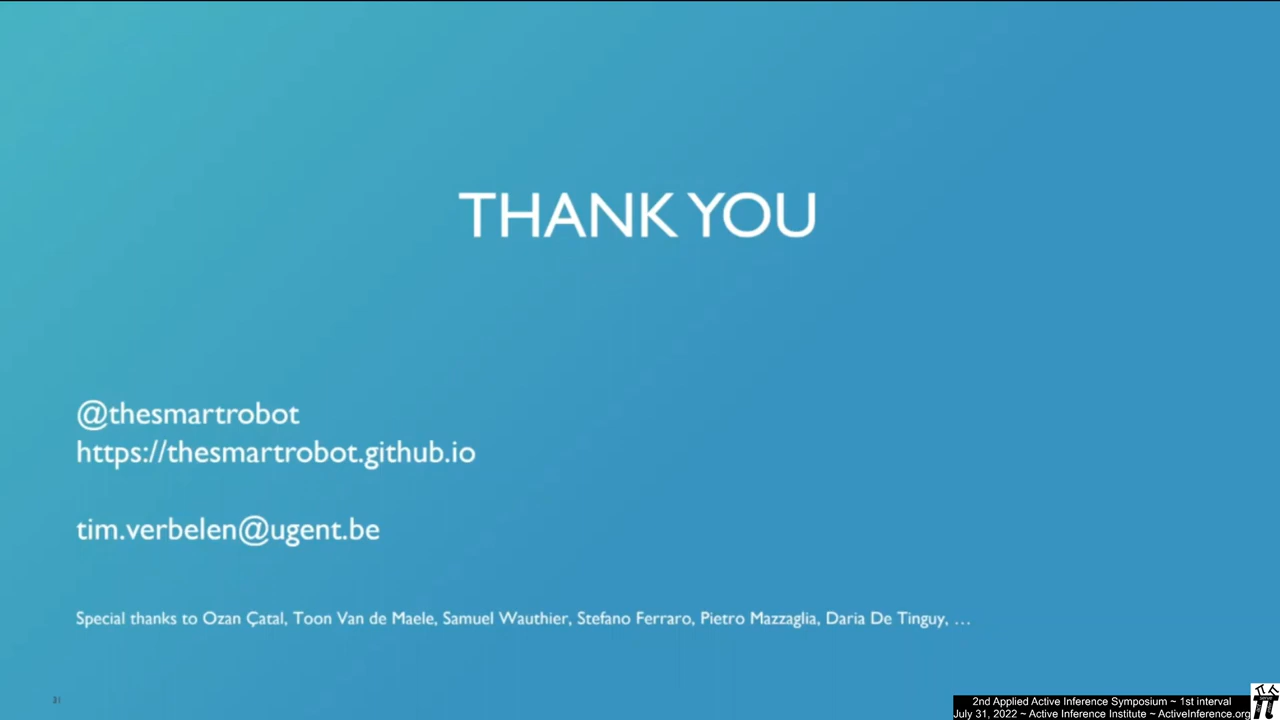 THANK YOU
@thesmartrobot
https://thesmartrobot.github.io
tim.verbelen@ugent.be
Special thanks to Ozan Çatal, Toon Van de Maele, Samuel Wauthier, Stefano Ferraro, Pietro Mazzaglia, Daria De Tinguy, …
31
2nd Applied Active Inference Symposium ~ 1st interval
July 31, 2022 ~ Active Inference Institute ~ ActiveInference.org